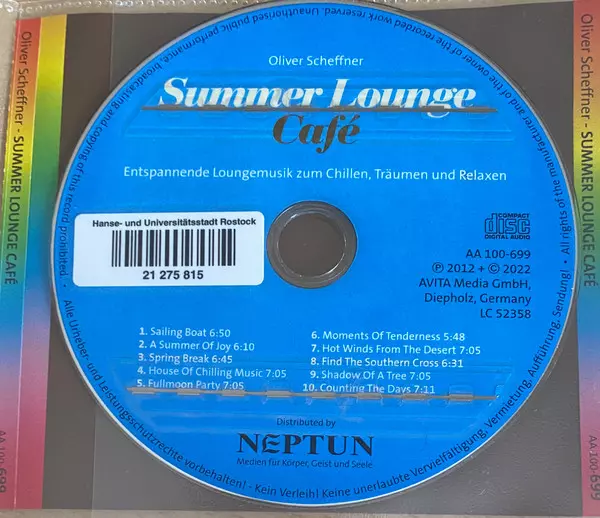 Oliver Scheffner
Summer Lounge
Café
Entspannende Loungemusik zum Chillen, Träumen und Relaxen
COMPACT
disc
DIGITAL AUDIO
Hanse- und Universitätsstadt Rostock
21 275 815
AA 100-699
℗ 2012 + © 2022
AVITA Media GmbH,
Diepholz, Germany
LC 52358
1. Sailing Boat 6:50
2. A Summer Of Joy 6:10
3. Spring Break 6:45
4. House Of Chilling Music 7:05
5. Fullmoon Party 7:05
6. Moments Of Tenderness 5:48
7. Hot Winds From The Desert 7:05
8. Find The Southern Cross 6:31
9. Shadow Of A Tree 7:05
10. Counting The Days 7:11
Distributed by
NEPTUN
Medien für Körper, Geist und Seele
• All rights of the manufacturer and of the owner of the recorded work reserved. Unauthorised public performance, broadcasting and copying of this record prohibited. •
Alle Urheber- und Leistungsschutzrechte vorbehalten! - Kein Verleih! Keine unerlaubte Vervielfältigung, Vermietung, Aufführung, Sendung!
Oliver Scheffner - SUMMER LOUNGE CAFÉ
AA 100-699
Oliver Scheffner - SUMMER LOUNGE CAFÉ
AA 100-699